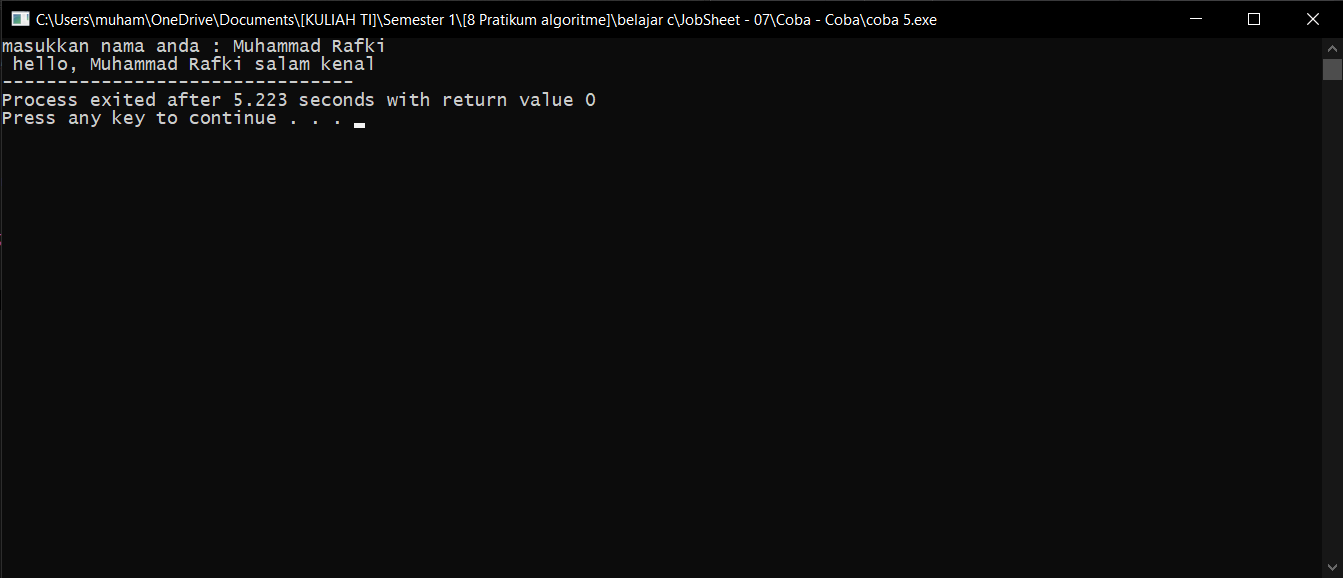 C:\Users\muham\OneDrive\Documents\[KULIAH TI]\Semester 1\[8 Pratikum algoritme]\belajar c\JobSheet - 07\Coba - Coba\coba 5.exe
masukkan nama anda : Muhammad Rafki
 hello, Muhammad Rafki salam kenal
--------------------------------
Process exited after 5.223 seconds with return value 0
Press any key to continue . . .